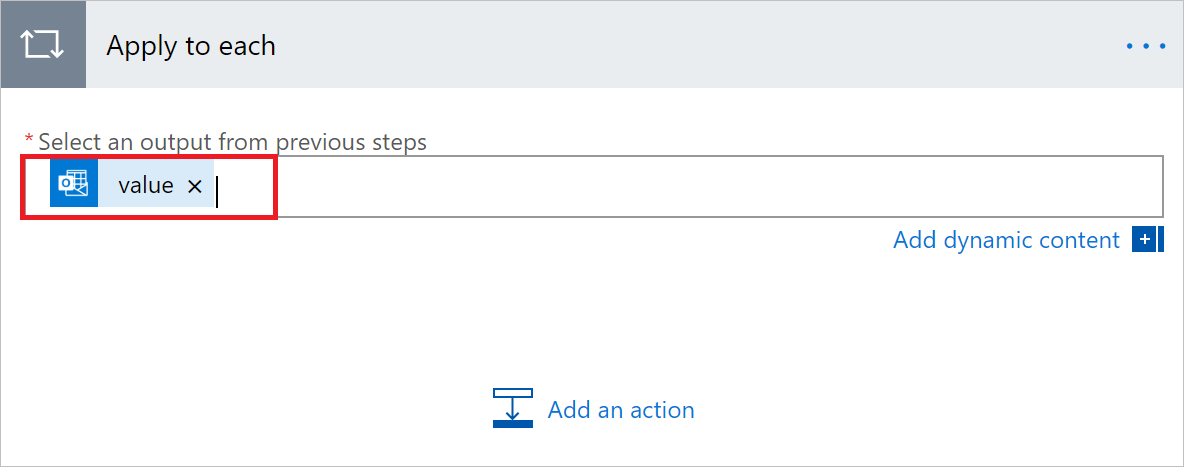 Apply to each
* Select an output from previous steps
value ×
Add dynamic content
Add an action